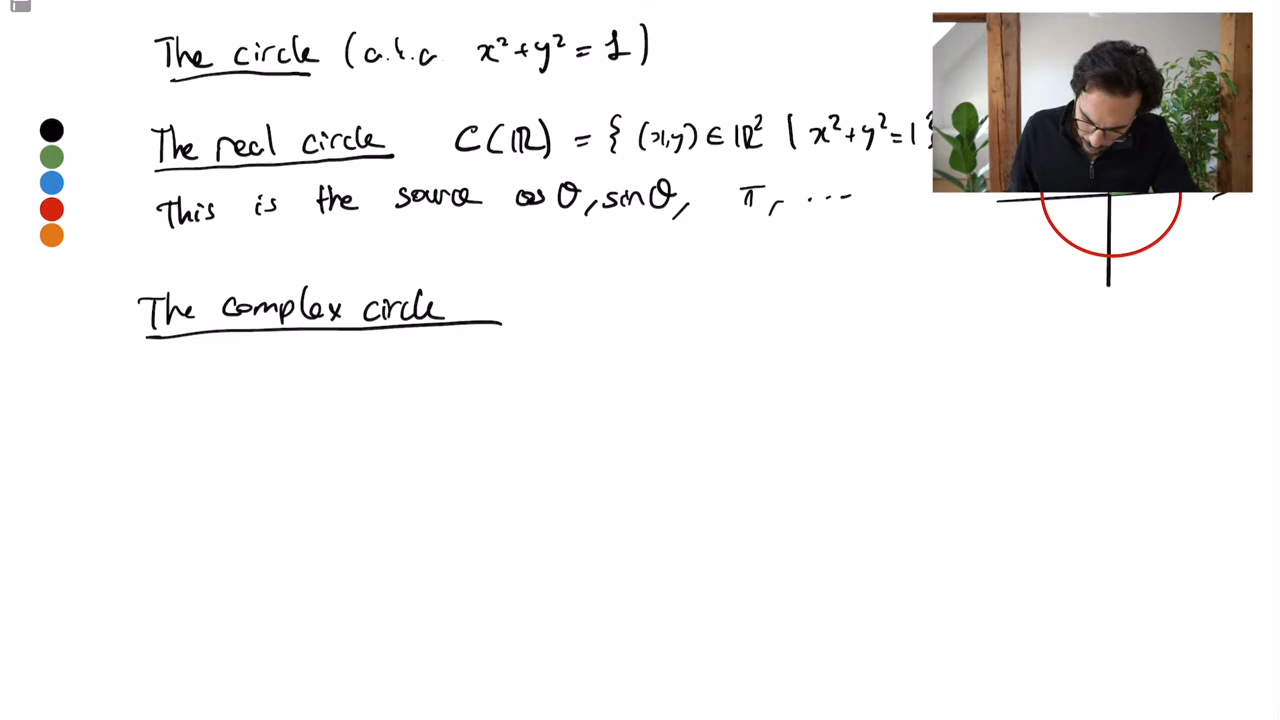 The circle (a.k.a. x² + y² = 1)
The real circle C(ℝ) = { (x,y) ∈ ℝ² | x² + y² = 1 }
This is the source cos θ, sin θ, π, ...
The complex circle